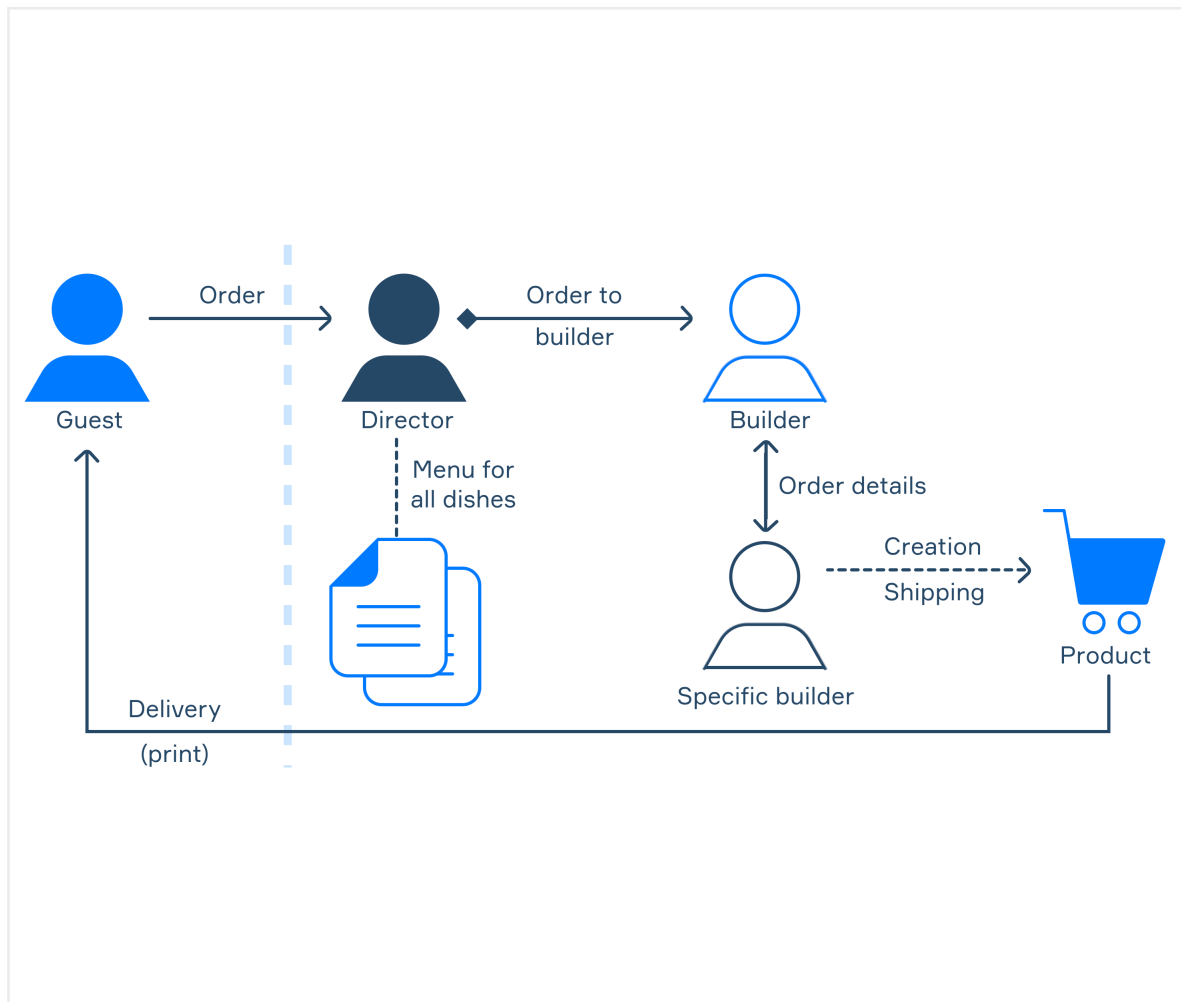 Order
Order to
builder
Guest
Director
Builder
Menu for
all dishes
Order details
Creation
Shipping
Product
Specific builder
Delivery
(print)